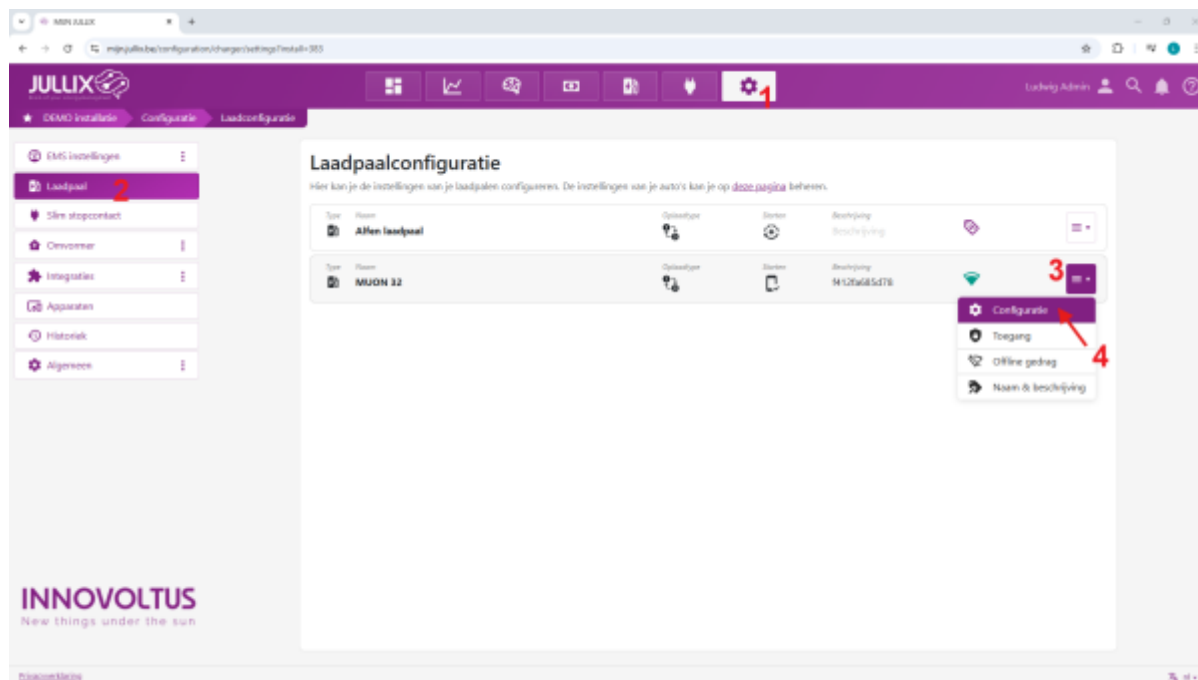 MIJN JULLIX
mijn.jullix.be/configuration/charger/settings?install=383
JULLIX
1
Ludwig Admin
DEMO installatie
Configuratie
Laadconfiguratie
EMS instellingen
Laadpaal
2
Slim stopcontact
Omvormer
Integraties
Apparaten
Historiek
Algemeen
Laadpaalconfiguratie
Hier kan je de instellingen van je laadpalen configureren. De instellingen van je auto's kan je op deze pagina beheren.
Type Naam Oplaadtype Starten Beschrijving
Alfen laadpaal Beschrijving
Type Naam Oplaadtype Starten Beschrijving
MUON 32
3
Configuratie
Toegang
4
Offline gedrag
Naam & beschrijving
INNOVOLTUS
New things under the sun
Privacyverklaring
nl